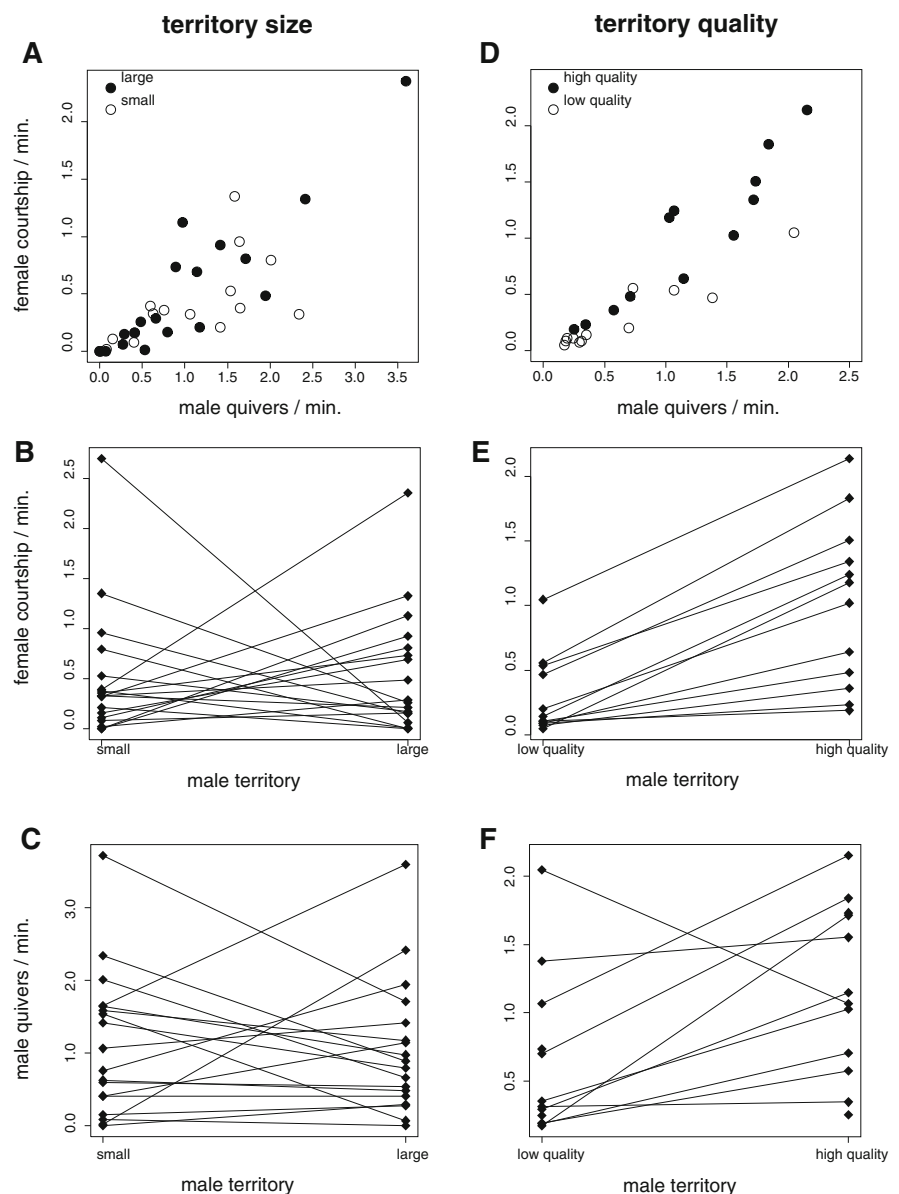 territory size
A
large
small
female courtship / min.
2.0
1.5
1.0
0.5
0.0
0.0 0.5 1.0 1.5 2.0 2.5 3.0 3.5
male quivers / min.
territory quality
D
high quality
low quality
2.0
1.5
1.0
0.5
0.0
0.0 0.5 1.0 1.5 2.0 2.5
male quivers / min.
B
female courtship / min.
2.5
2.0
1.5
1.0
0.5
0.0
small large
male territory
E
2.0
1.5
1.0
0.5
0.0
low quality high quality
male territory
C
male quivers / min.
3.0
2.0
1.0
0.0
small large
male territory
F
2.0
1.5
1.0
0.5
low quality high quality
male territory